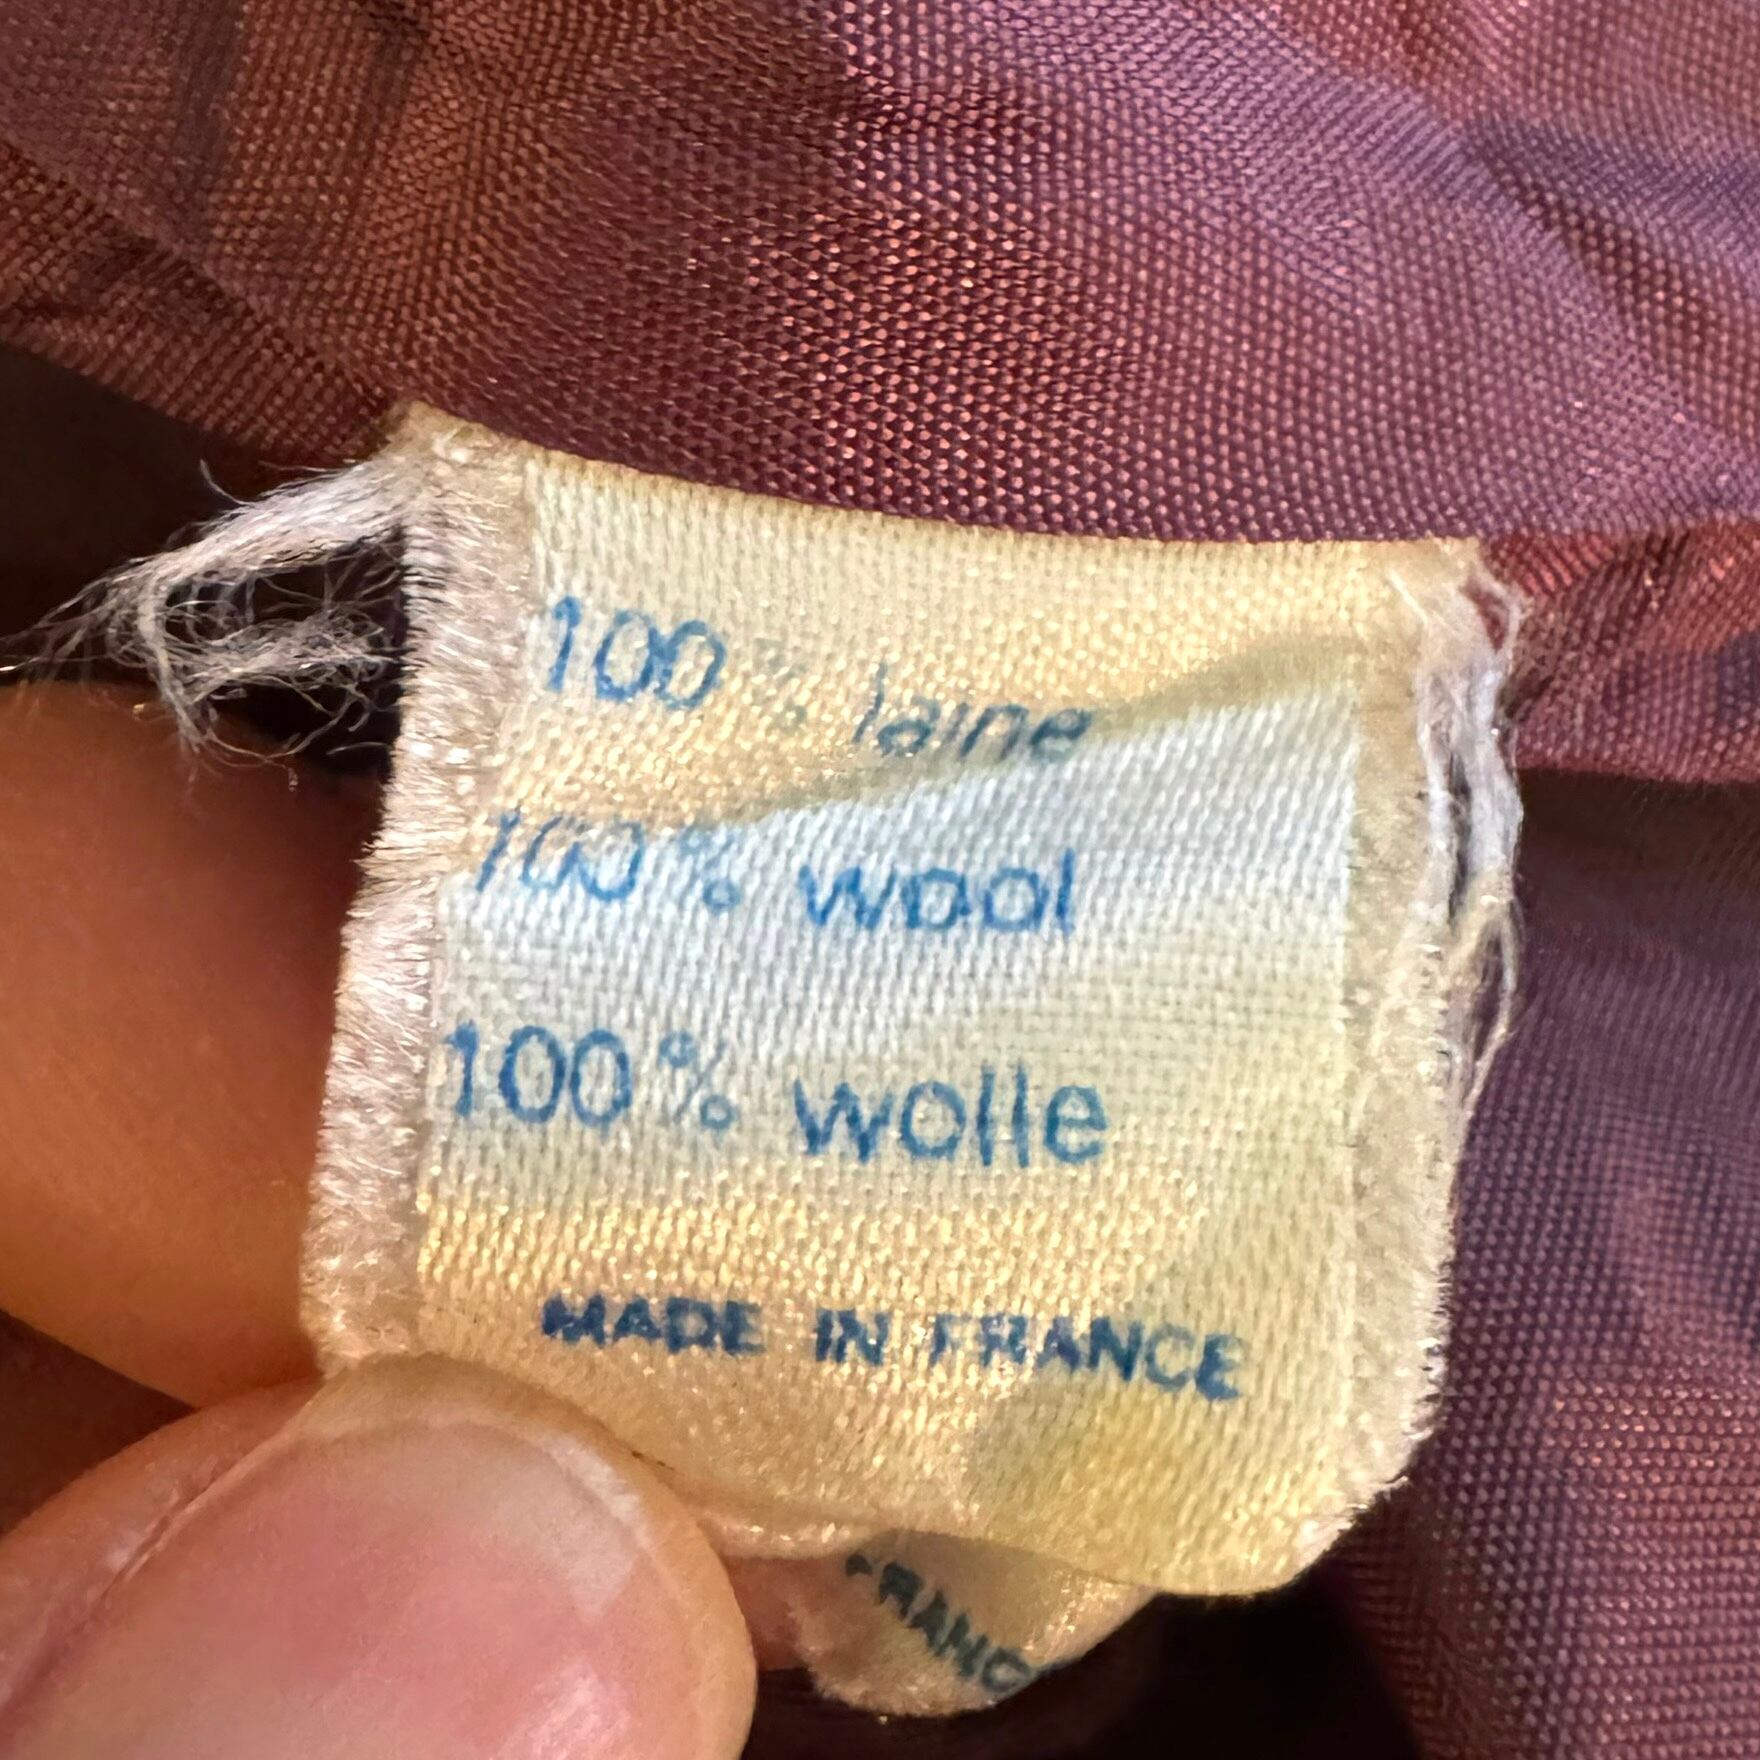 100% laine
100% wool
100% wolle
MADE IN FRANCE